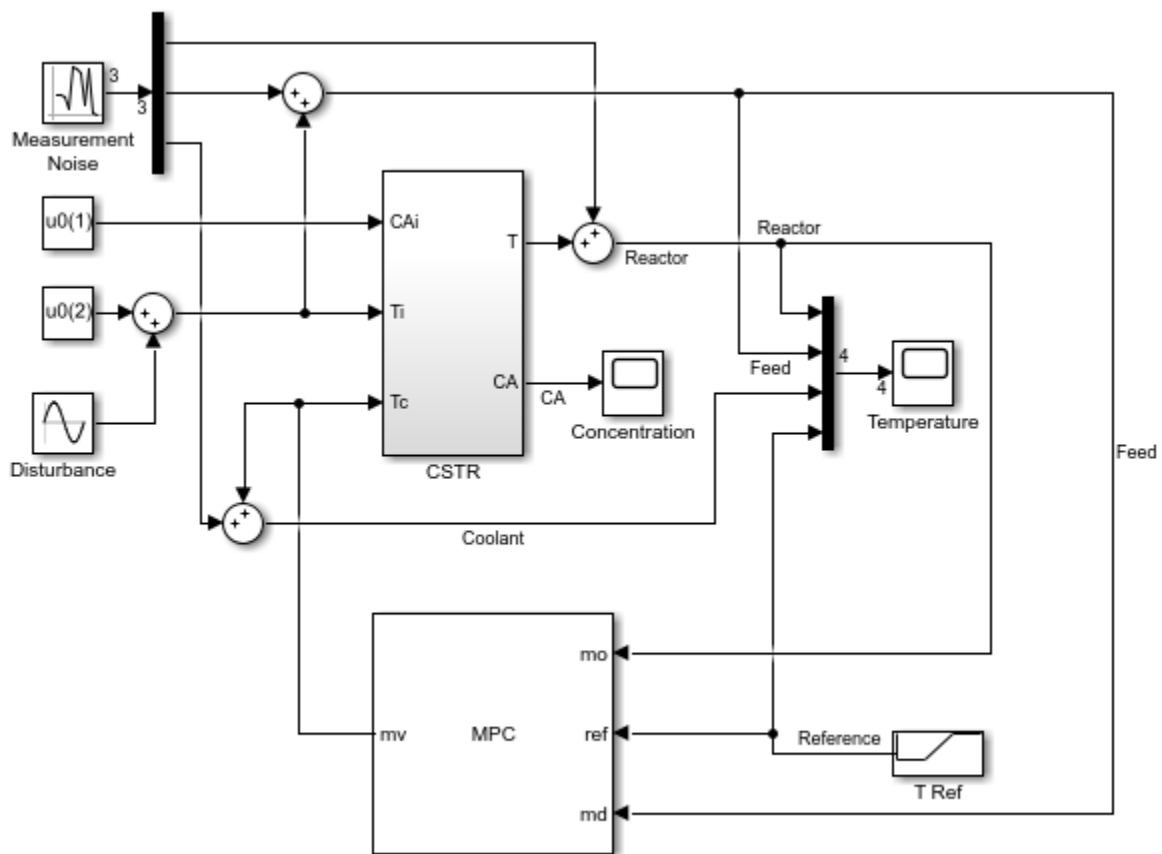 3
3
Measurement
Noise
u0(1)
CAi
T
Reactor
Reactor
u0(2)
Ti
4
4
Feed
Temperature
CA
CA
Concentration
Tc
Disturbance
CSTR
Feed
Coolant
mo
mv
MPC
ref
Reference
T Ref
md